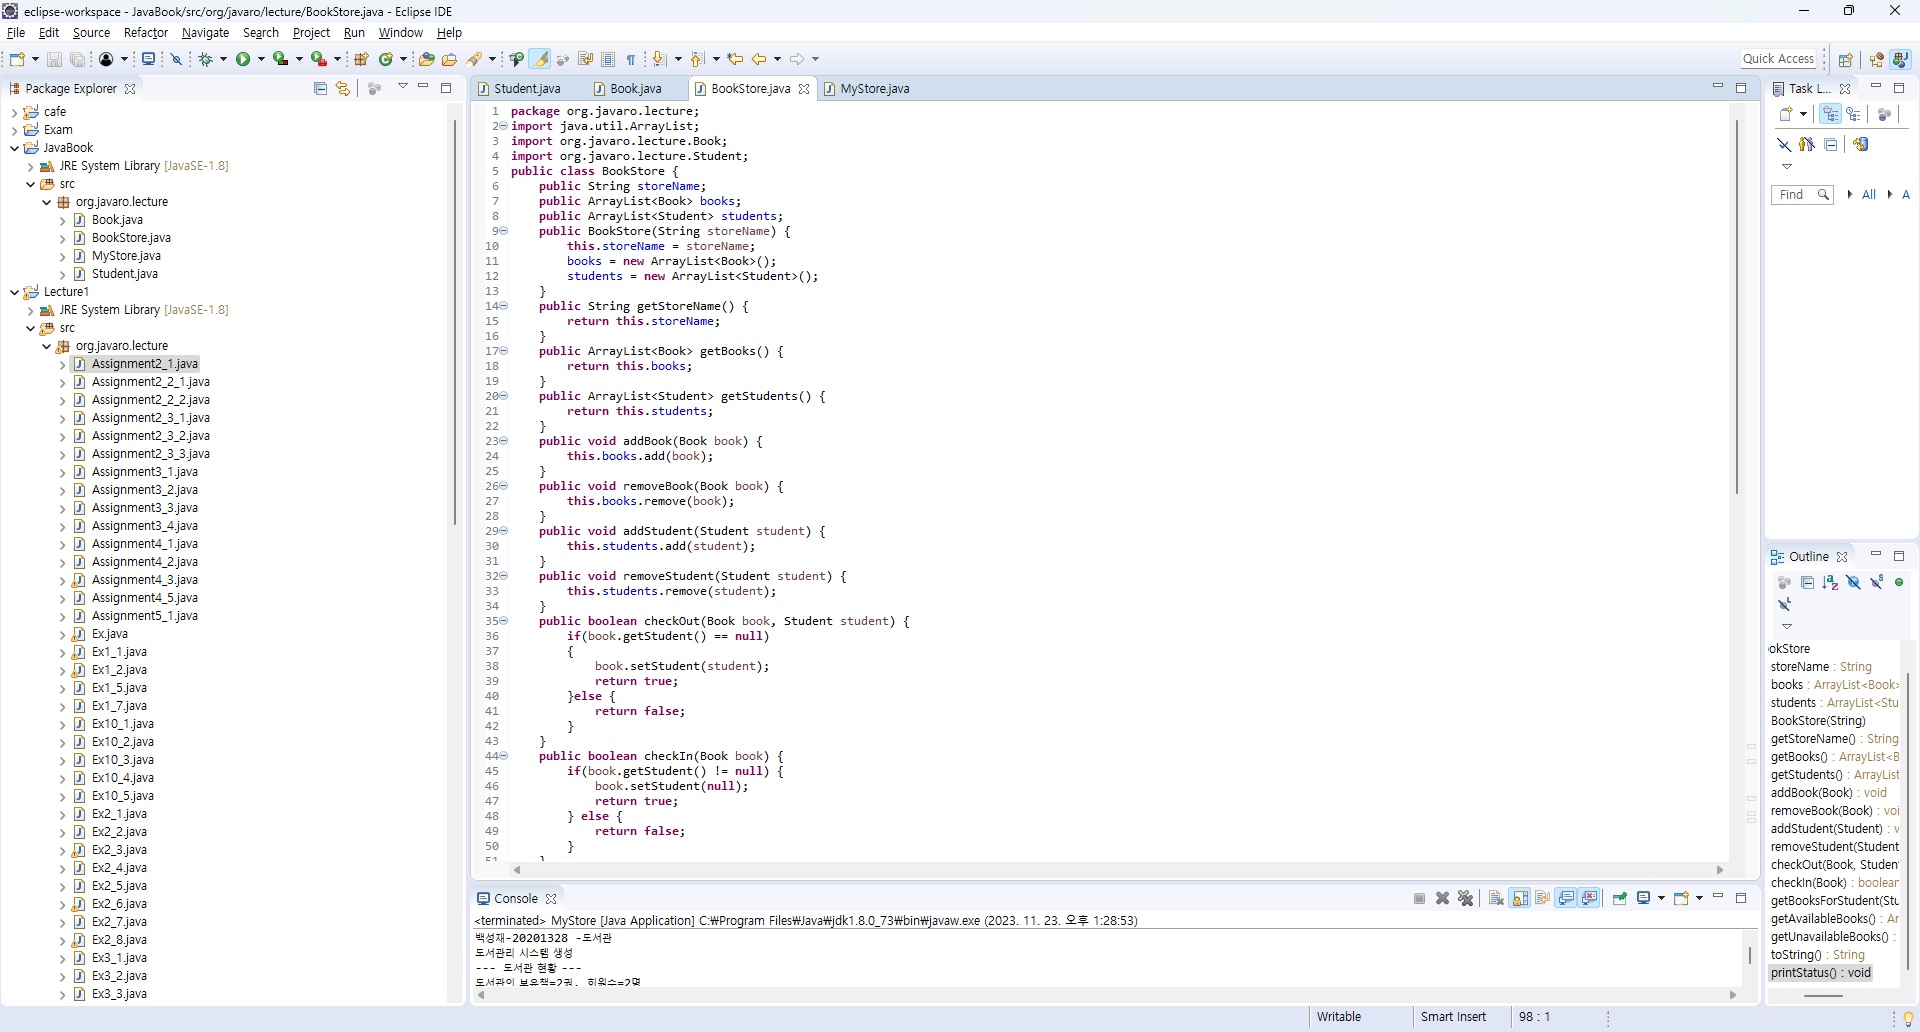 eclipse-workspace - JavaBook/src/org/javaro/lecture/BookStore.java - Eclipse IDE
File Edit Source Refactor Navigate Search Project Run Window Help
Quick Access
Package Explorer
cafe
Exam
JavaBook
JRE System Library [JavaSE-1.8]
src
org.javaro.lecture
Book.java
BookStore.java
MyStore.java
Student.java
Lecture1
JRE System Library [JavaSE-1.8]
src
org.javaro.lecture
Assignment2_1.java
Assignment2_2_1.java
Assignment2_2_2.java
Assignment2_3_1.java
Assignment2_3_2.java
Assignment2_3_3.java
Assignment3_1.java
Assignment3_2.java
Assignment3_3.java
Assignment3_4.java
Assignment4_1.java
Assignment4_2.java
Assignment4_3.java
Assignment4_5.java
Assignment5_1.java
Ex.java
Ex1_1.java
Ex1_2.java
Ex1_5.java
Ex1_7.java
Ex10_1.java
Ex10_2.java
Ex10_3.java
Ex10_4.java
Ex10_5.java
Ex2_1.java
Ex2_2.java
Ex2_3.java
Ex2_4.java
Ex2_5.java
Ex2_6.java
Ex2_7.java
Ex2_8.java
Ex3_1.java
Ex3_2.java
Ex3_3.java
Student.java Book.java BookStore.java MyStore.java
1 package org.javaro.lecture;
2 import java.util.ArrayList;
3 import org.javaro.lecture.Book;
4 import org.javaro.lecture.Student;
5 public class BookStore {
6 public String storeName;
7 public ArrayList<Book> books;
8 public ArrayList<Student> students;
9 public BookStore(String storeName) {
10 this.storeName = storeName;
11 books = new ArrayList<Book>();
12 students = new ArrayList<Student>();
13 }
14 public String getStoreName() {
15 return this.storeName;
16 }
17 public ArrayList<Book> getBooks() {
18 return this.books;
19 }
20 public ArrayList<Student> getStudents() {
21 return this.students;
22 }
23 public void addBook(Book book) {
24 this.books.add(book);
25 }
26 public void removeBook(Book book) {
27 this.books.remove(book);
28 }
29 public void addStudent(Student student) {
30 this.students.add(student);
31 }
32 public void removeStudent(Student student) {
33 this.students.remove(student);
34 }
35 public boolean checkOut(Book book, Student student) {
36 if(book.getStudent() == null)
37 {
38 book.setStudent(student);
39 return true;
40 }else {
41 return false;
42 }
43 }
44 public boolean checkIn(Book book) {
45 if(book.getStudent() != null) {
46 book.setStudent(null);
47 return true;
48 } else {
49 return false;
50 }
51 }
Console
<terminated> MyStore [Java Application] C:₩Program Files₩Java₩jdk1.8.0_73₩bin₩javaw.exe (2023. 11. 23. 오후 1:28:53)
백성재-20201328 -도서관
도서관리 시스템 생성
--- 도서관 현황 ---
도서관의 보유책=2권, 회원수=2명
Task L...
Find All A
Outline
okStore
storeName : String
books : ArrayList<Book>
students : ArrayList<Stu
BookStore(String)
getStoreName() : String
getBooks() : ArrayList<B
getStudents() : ArrayList
addBook(Book) : void
removeBook(Book) : voi
addStudent(Student) : v
removeStudent(Student
checkOut(Book, Studen
checkIn(Book) : boolean
getBooksForStudent(Stu
getAvailableBooks() : Ar
getUnavailableBooks() :
toString() : String
printStatus() : void
Writable Smart Insert 98 : 1